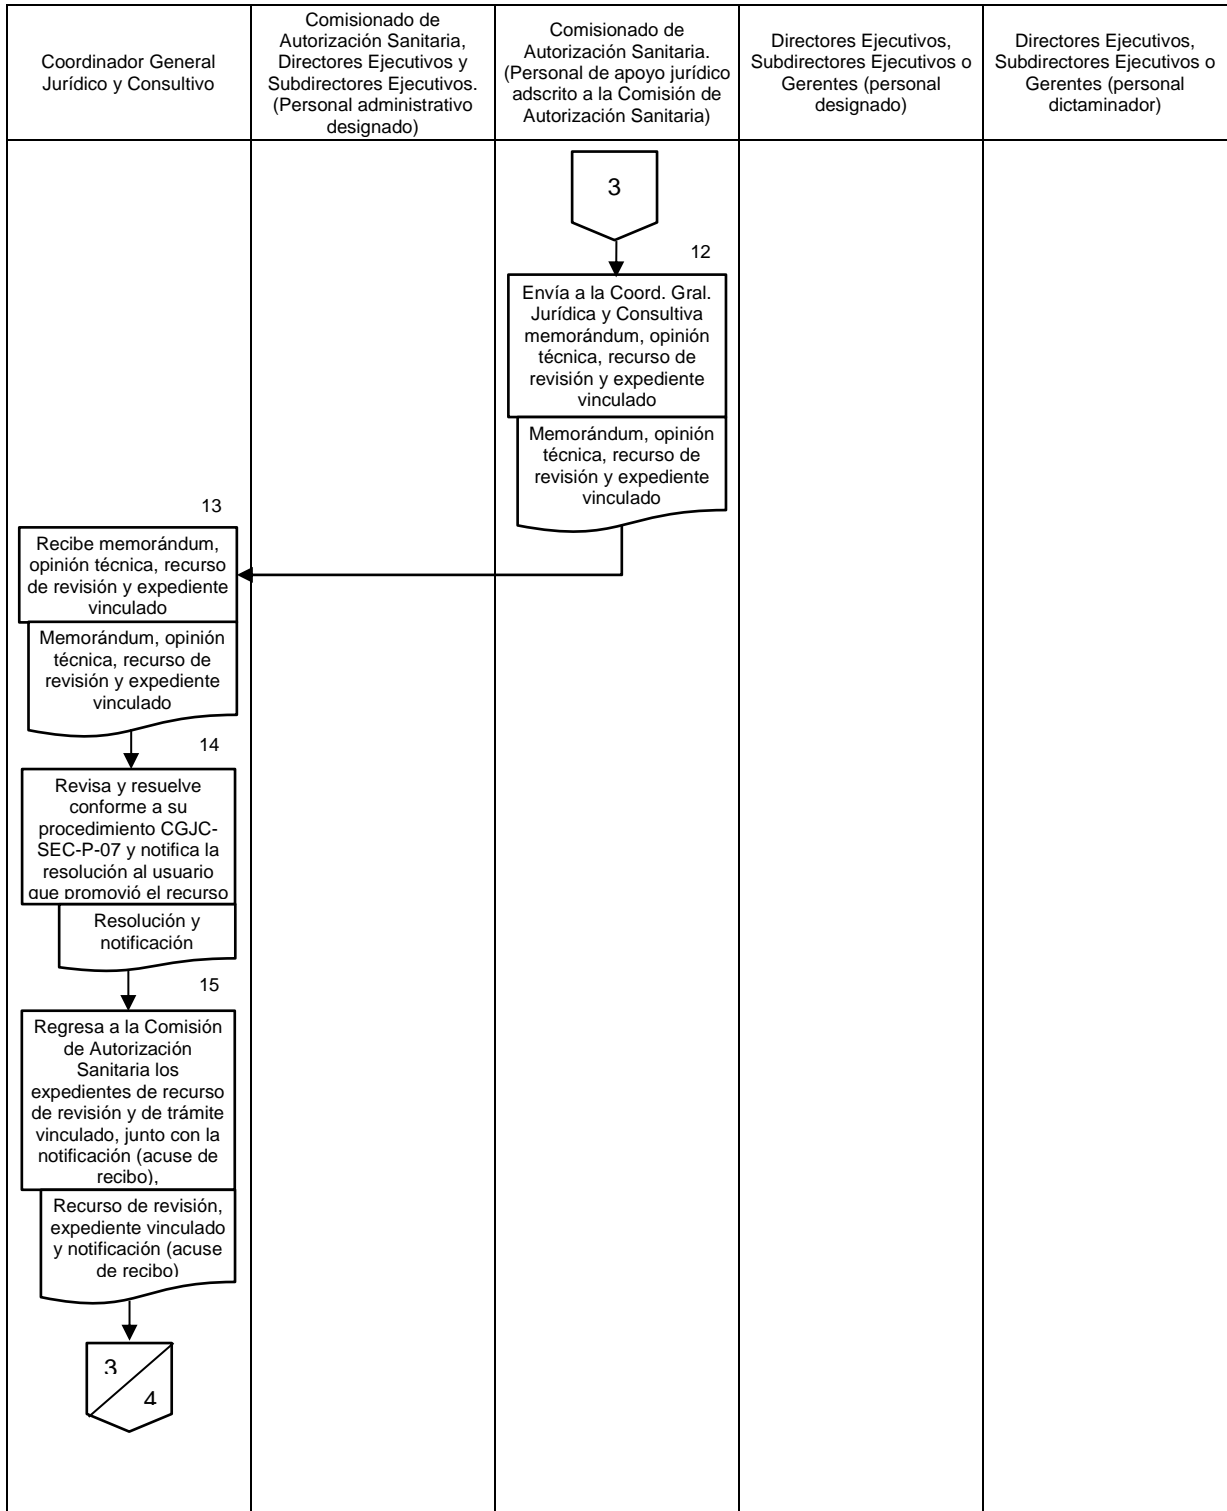 Coordinador General
Jurídico y Consultivo
Comisionado de
Autorización Sanitaria,
Directores Ejecutivos y
Subdirectores Ejecutivos.
(Personal administrativo
designado)
Comisionado de
Autorización Sanitaria.
(Personal de apoyo jurídico
adscrito a la Comisión de
Autorización Sanitaria)
Directores Ejecutivos,
Subdirectores Ejecutivos o
Gerentes (personal
designado)
Directores Ejecutivos,
Subdirectores Ejecutivos o
Gerentes (personal
dictaminador)
3
12
Envía a la Coord. Gral.
Jurídica y Consultiva
memorándum, opinión
técnica, recurso de
revisión y expediente
vinculado
Memorándum, opinión
técnica, recurso de
revisión y expediente
vinculado
13
Recibe memorándum,
opinión técnica, recurso
de revisión y expediente
vinculado
Memorándum, opinión
técnica, recurso de
revisión y expediente
vinculado
14
Revisa y resuelve
conforme a su
procedimiento CGJC-
SEC-P-07 y notifica la
resolución al usuario
que promovió el recurso
Resolución y
notificación
15
Regresa a la Comisión
de Autorización
Sanitaria los
expedientes de recurso
de revisión y de trámite
vinculado, junto con la
notificación (acuse de
recibo),
Recurso de revisión,
expediente vinculado
y notificación (acuse
de recibo)
3
4